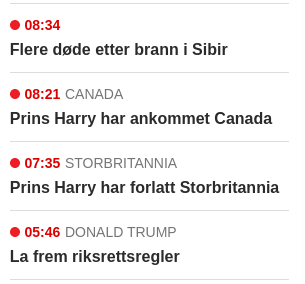 08:34
Flere døde etter brann i Sibir
08:21 CANADA
Prins Harry har ankommet Canada
07:35 STORBRITANNIA
Prins Harry har forlatt Storbritannia
05:46 DONALD TRUMP
La frem riksrettsregler